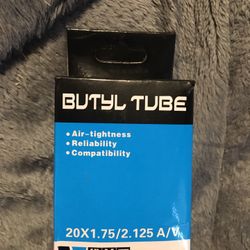 BUTYL TUBE
• Air-tightness
• Reliability
• Compatibility
20X1.75/2.125 A/V